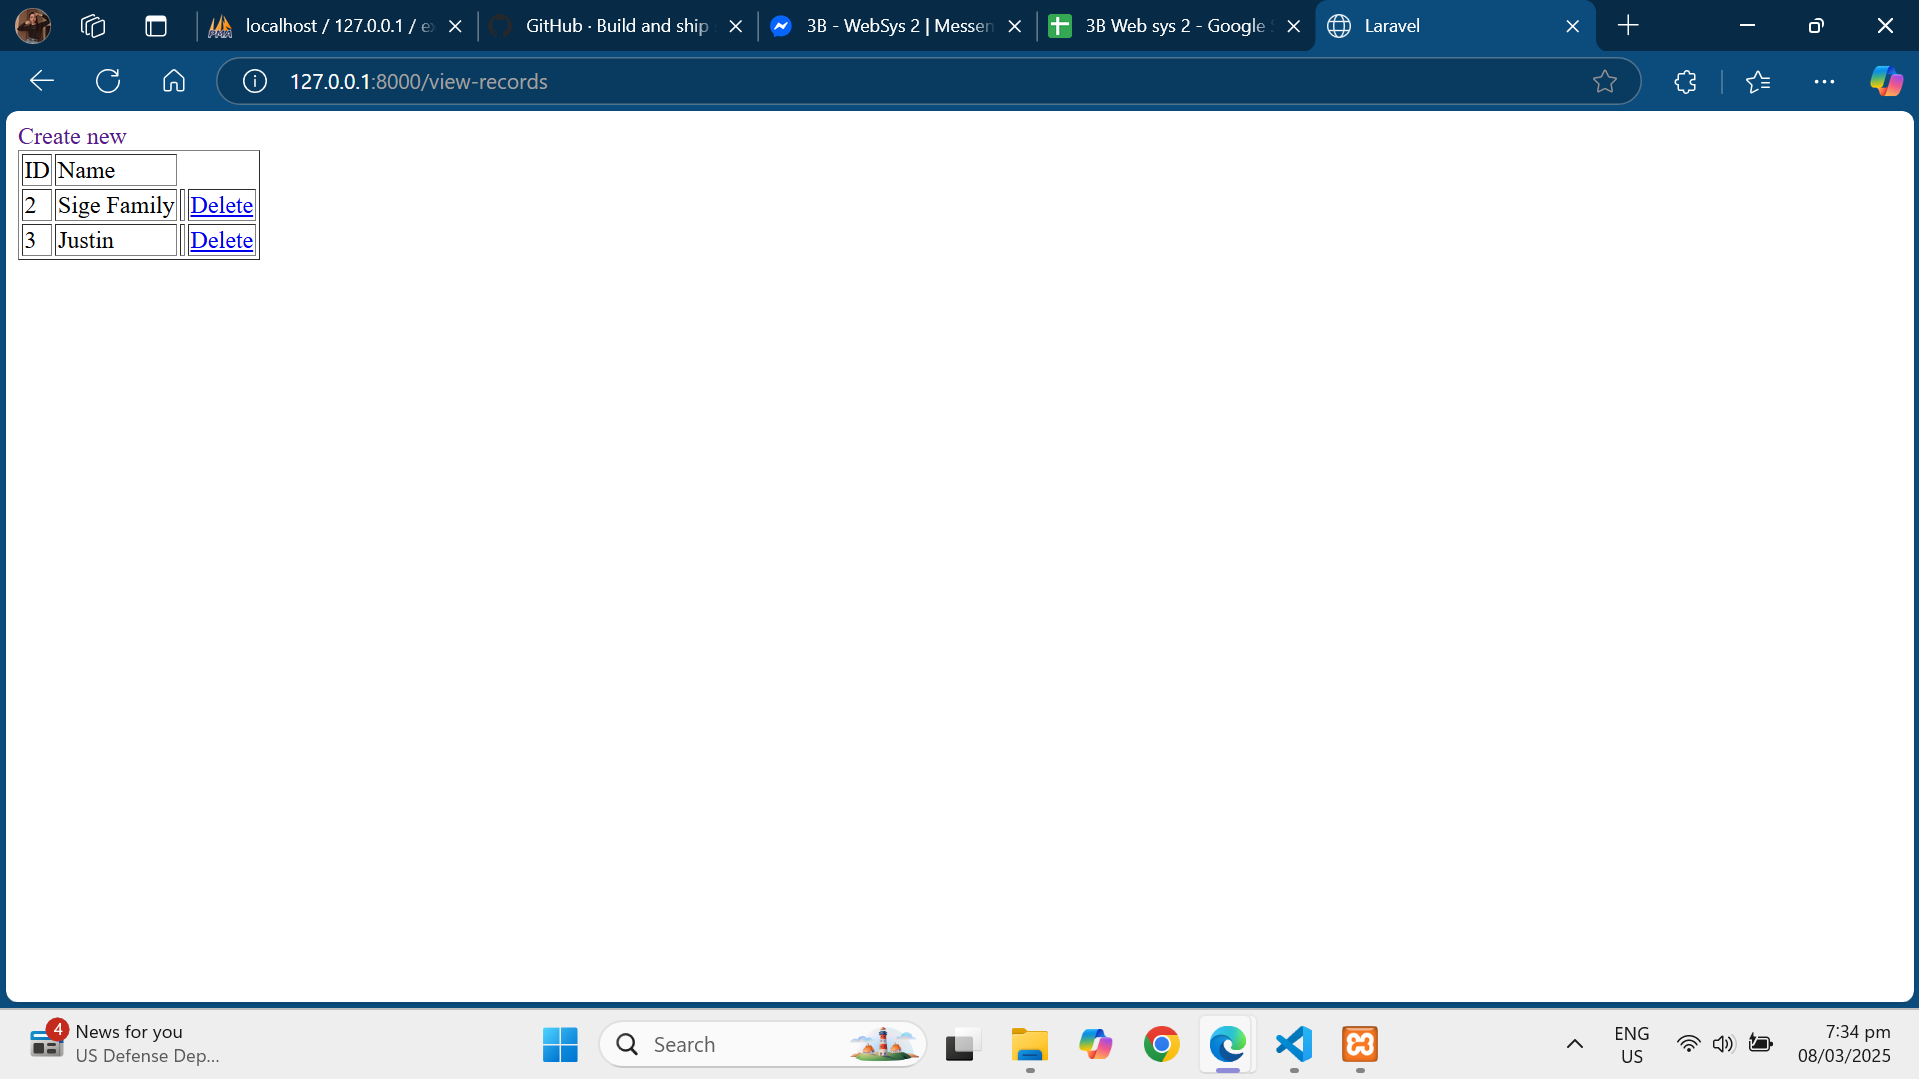 localhost / 127.0.0.1 / ex
GitHub · Build and ship
3B - WebSys 2 | Messen
3B Web sys 2 - Google
Laravel
127.0.0.1:8000/view-records
Create new
ID Name
2 Sige Family Delete
3 Justin Delete
4
News for you
US Defense Dep...
Search
ENG
US
7:34 pm
08/03/2025